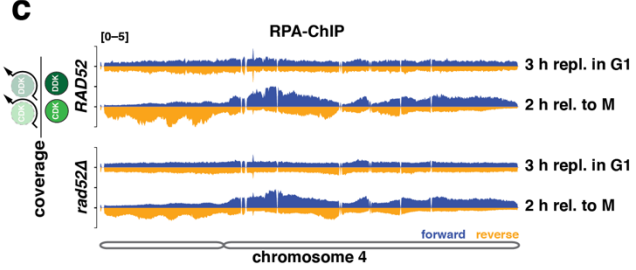 C
RPA-ChIP
[0–5]
DDK
DDK
CDK
CDK
coverage
RAD52
3 h repl. in G1
2 h rel. to M
rad52Δ
3 h repl. in G1
2 h rel. to M
forward reverse
chromosome 4